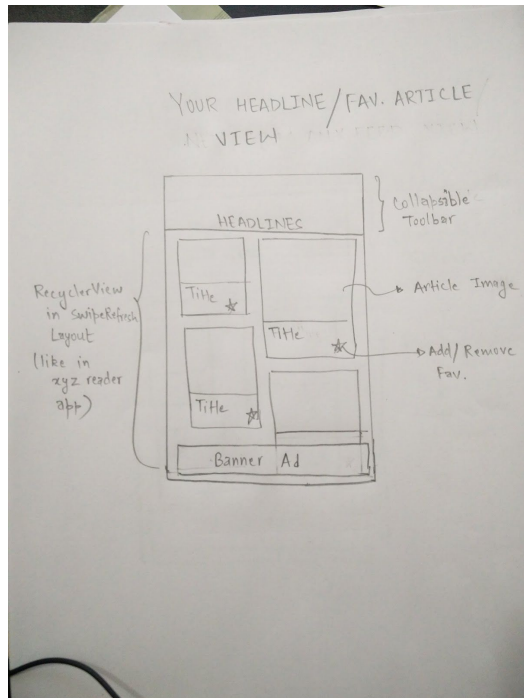 YOUR HEADLINE/FAV. ARTICLE
VIEW
HEADLINES
Collapsible
Toolbar
RecyclerView
in SwipeRefresh
Layout
(like in
xyz reader
app)
Title
Title
Title
Article Image
Add/Remove
Fav.
Banner Ad